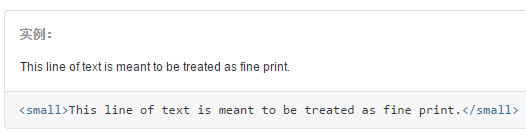 实例：
This line of text is meant to be treated as fine print.
<small>This line of text is meant to be treated as fine print.</small>